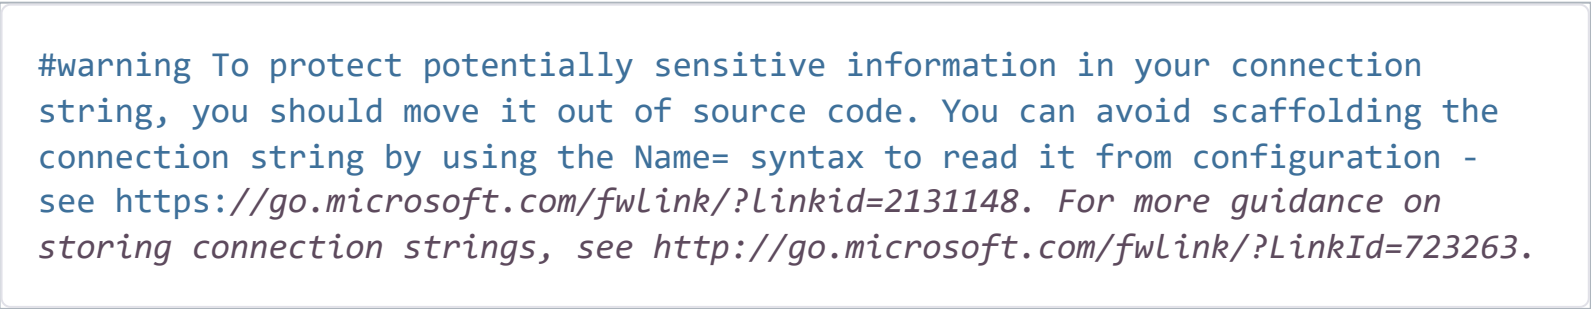 #warning To protect potentially sensitive information in your connection
string, you should move it out of source code. You can avoid scaffolding the
connection string by using the Name= syntax to read it from configuration -
see https://go.microsoft.com/fwlink/?linkid=2131148. For more guidance on
storing connection strings, see http://go.microsoft.com/fwlink/?LinkId=723263.